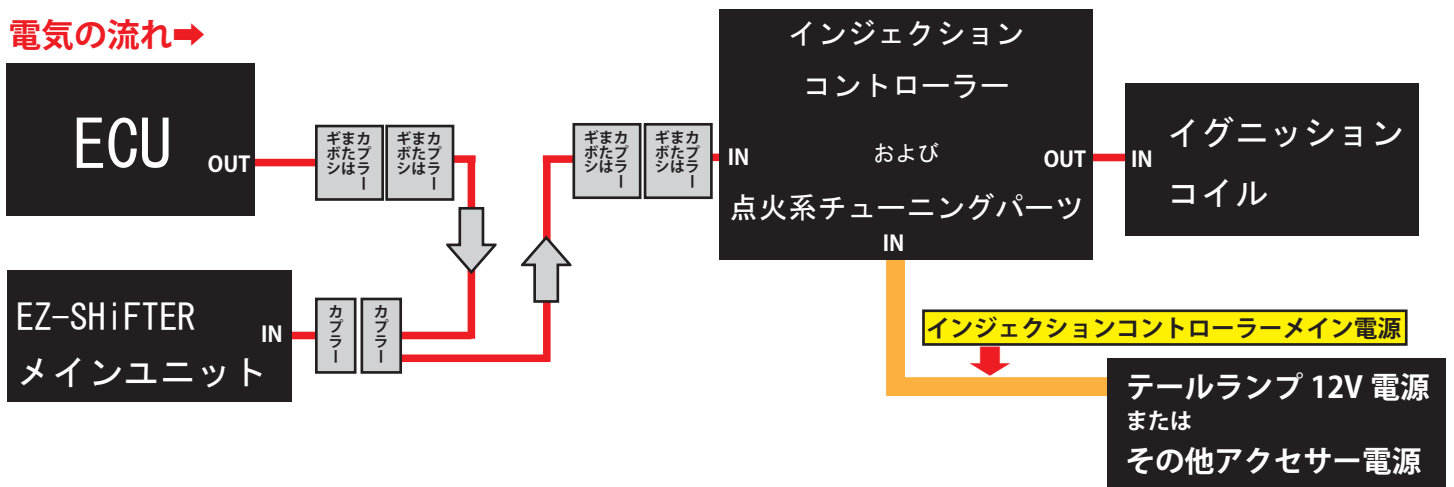 電気の流れ➡
ECU
OUT
カプラー
または
ギボシ
カプラー
または
ギボシ
EZ-SHiFTER
メインユニット
IN
カプラー
カプラー
カプラー
または
ギボシ
カプラー
または
ギボシ
インジェクション
コントローラー
および
点火系チューニングパーツ
IN
OUT
IN
IN
イグニッション
コイル
インジェクションコントローラーメイン電源
テールランプ 12V 電源
または
その他アクセサー電源